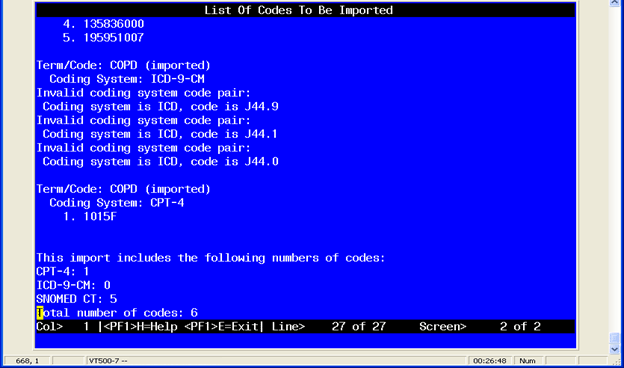 List Of Codes To Be Imported
4. 135836000
5. 195951007
Term/Code: COPD (imported)
Coding System: ICD-9-CM
Invalid coding system code pair:
Coding system is ICD, code is J44.9
Invalid coding system code pair:
Coding system is ICD, code is J44.1
Invalid coding system code pair:
Coding system is ICD, code is J44.0
Term/Code: COPD (imported)
Coding System: CPT-4
1. 1015F
This import includes the following numbers of codes:
CPT-4: 1
ICD-9-CM: 0
SNOMED CT: 5
Total number of codes: 6
Col> 1 |<PF1>H=Help <PF1>E=Exit| Line> 27 of 27 Screen> 2 of 2
668, 1 VT500-7 -- 00:26:48 Num